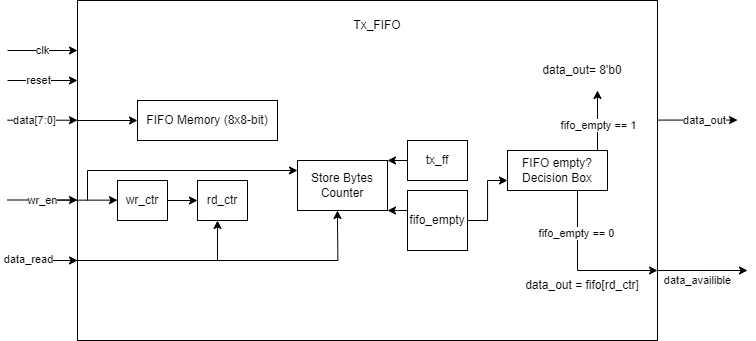 Tx_FIFO
clk
reset
data[7:0]
wr_en
data_read
FIFO Memory (8x8-bit)
wr_ctr
rd_ctr
Store Bytes
Counter
tx_ff
fifo_empty
data_out= 8'b0
fifo_empty == 1
FIFO empty?
Decision Box
fifo_empty == 0
data_out = fifo[rd_ctr]
data_out
data_availible